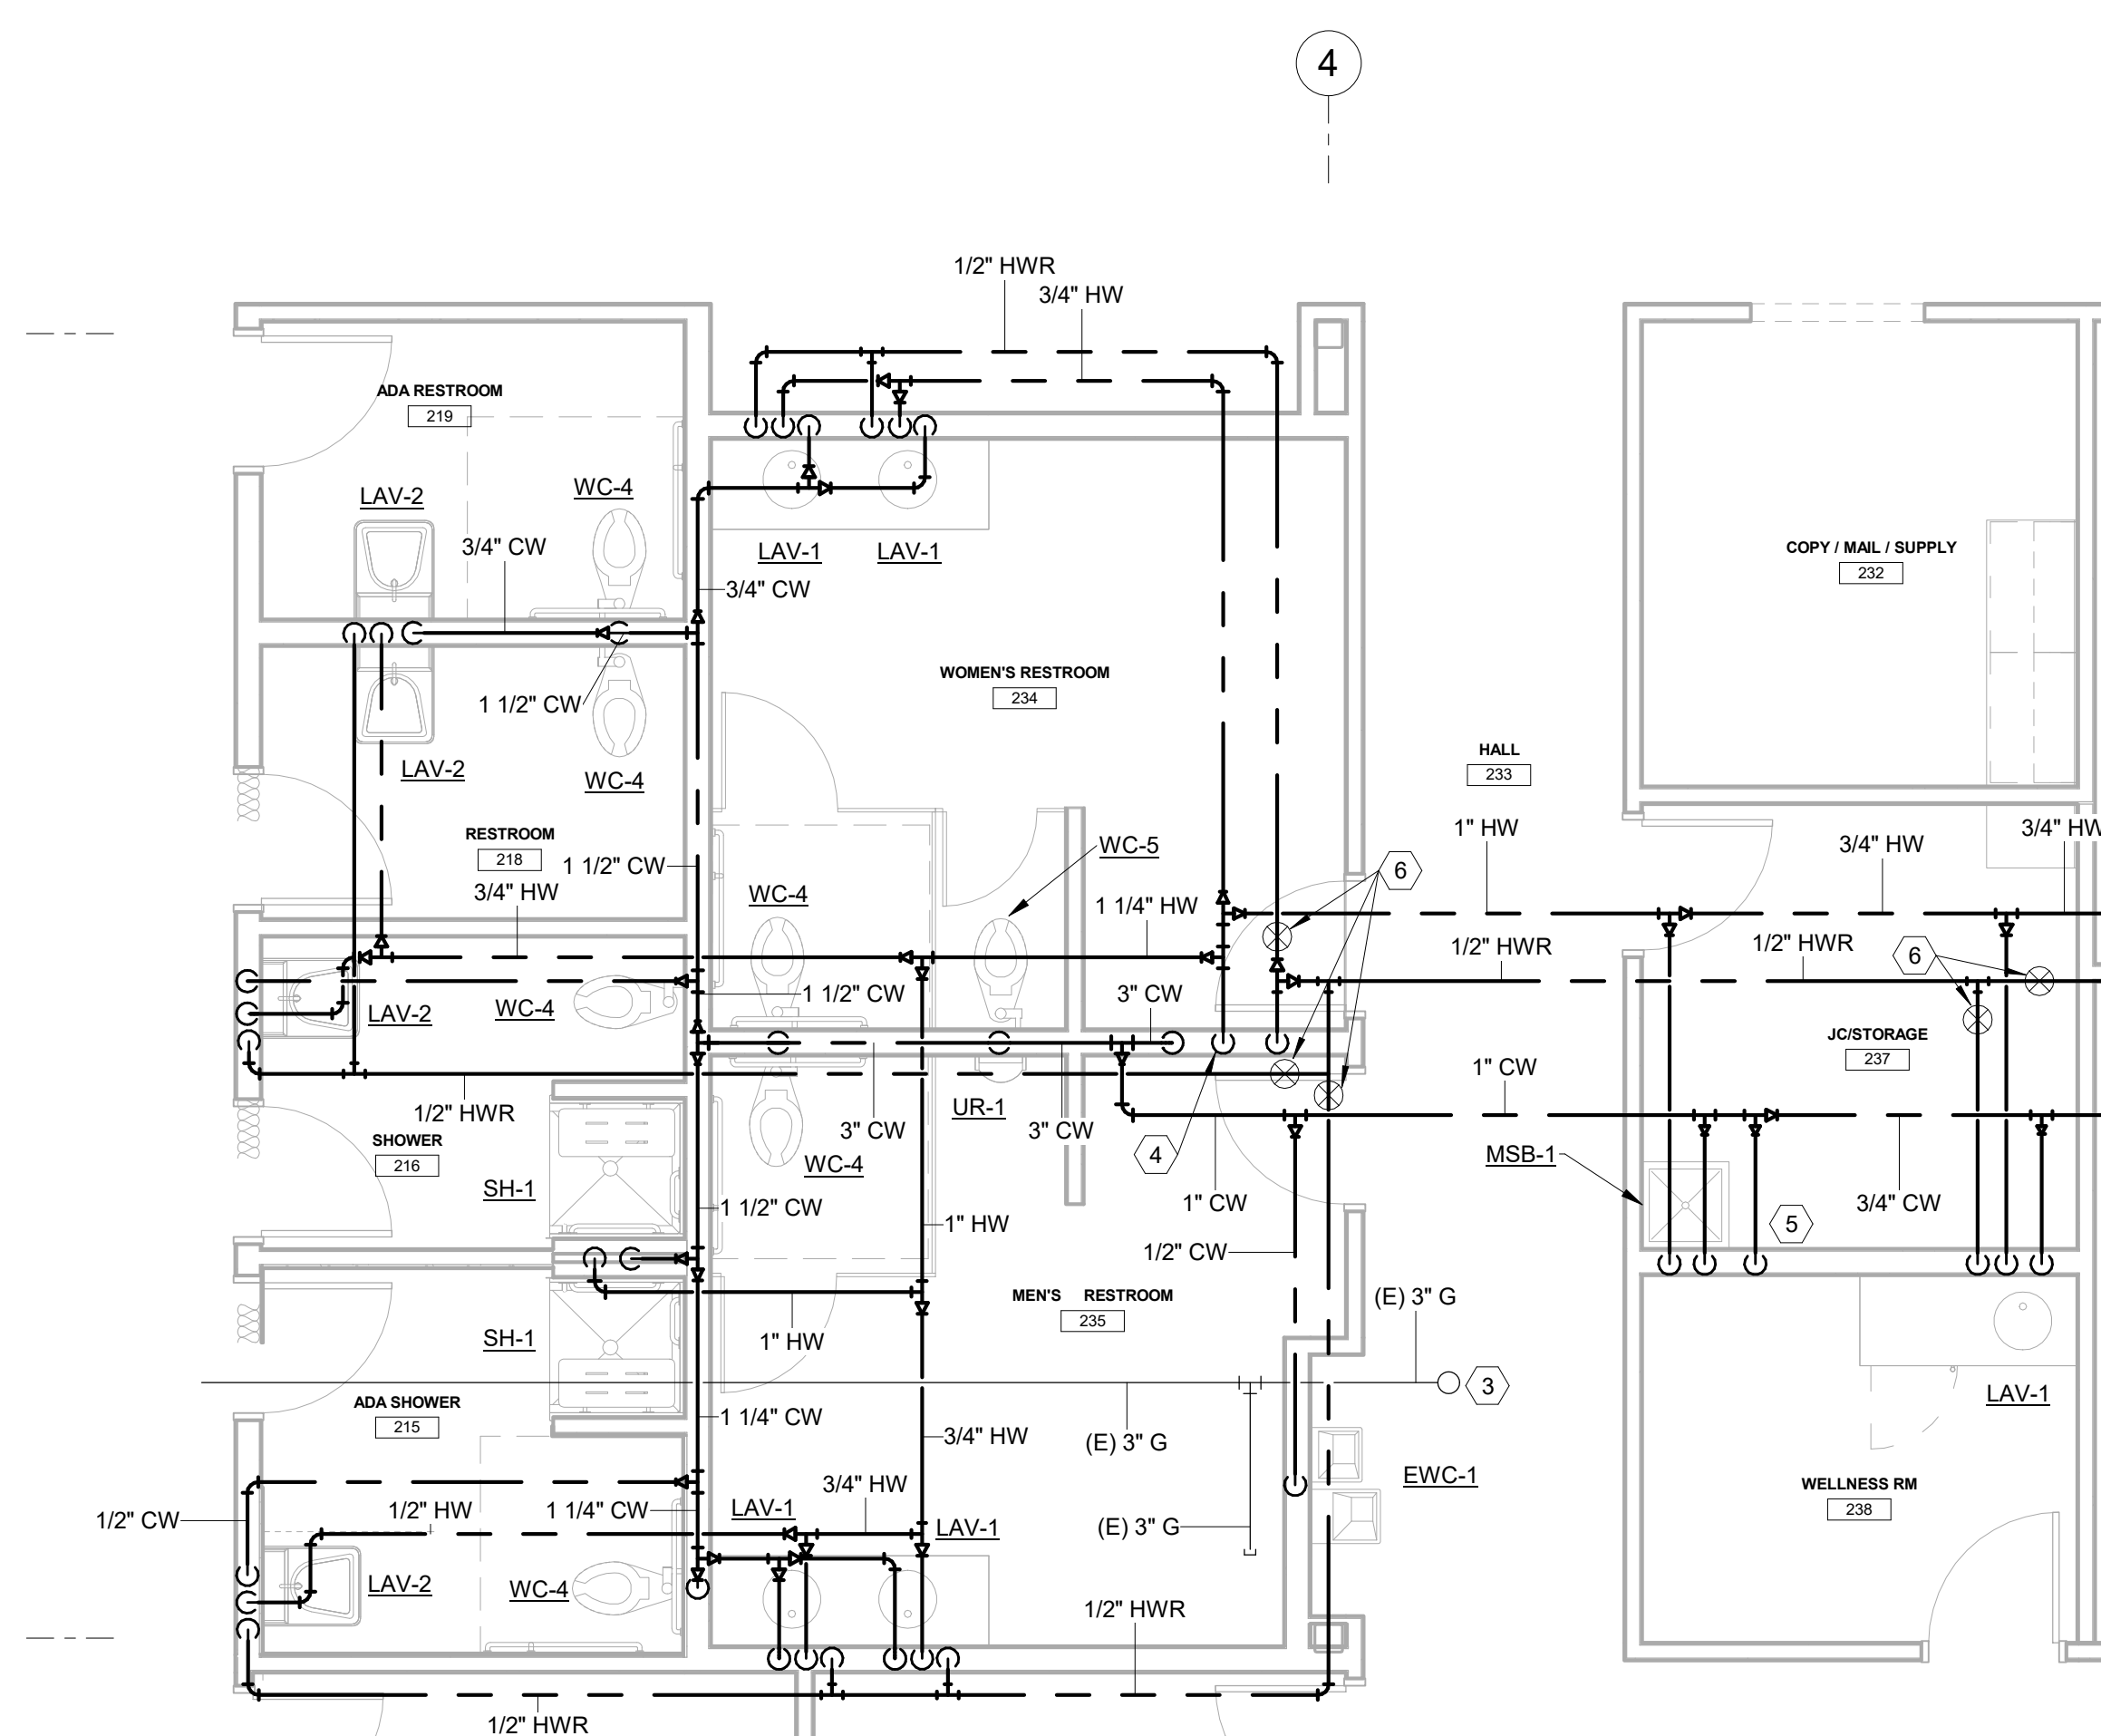 4
1/2" HWR
3/4" HW
ADA RESTROOM
219
LAV-2
WC-4
3/4" CW
LAV-1
LAV-1
3/4" CW
COPY / MAIL / SUPPLY
232
WOMEN'S RESTROOM
234
1 1/2" CW
LAV-2
WC-4
HALL
233
RESTROOM
218
1 1/2" CW
3/4" HW
WC-4
WC-5
1 1/4" HW
6
1" HW
3/4" HW
3/4" HW
1/2" HWR
1/2" HWR
6
LAV-2
WC-4
1 1/2" CW
3" CW
JC/STORAGE
237
1" CW
1/2" HWR
3" CW
UR-1
3" CW
SHOWER
216
SH-1
WC-4
4
MSB-1
1 1/2" CW
1" HW
1" CW
1/2" CW
5
3/4" CW
MEN'S RESTROOM
235
(E) 3" G
SH-1
1" HW
3
ADA SHOWER
215
1 1/4" CW
3/4" HW
(E) 3" G
LAV-1
EWC-1
WELLNESS RM
238
1/2" CW
1/2" HW
1 1/4" CW
LAV-1
3/4" HW
LAV-1
(E) 3" G
LAV-2
WC-4
1/2" HWR
1/2" HWR